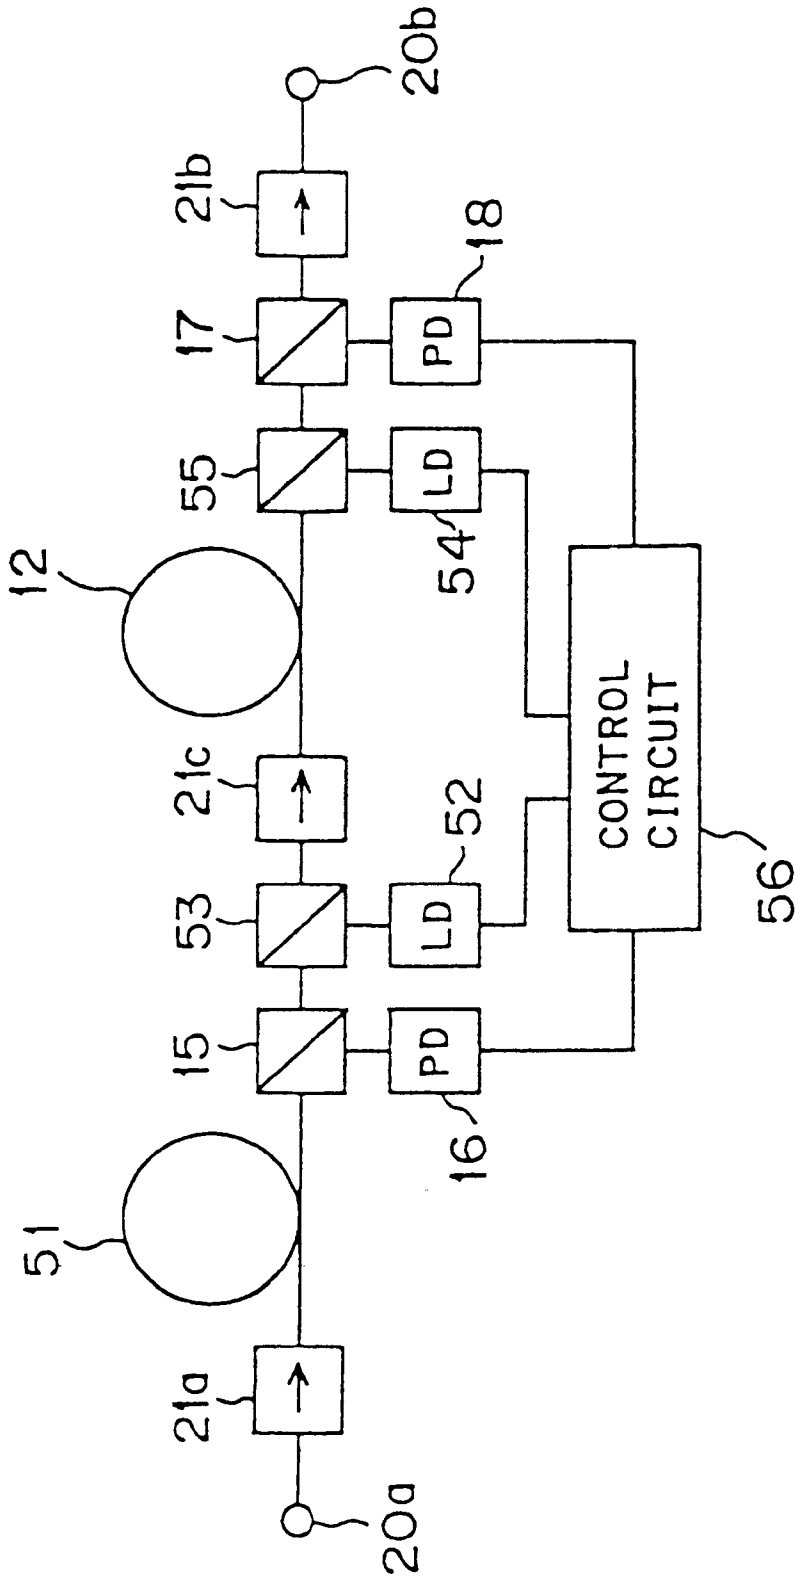 12
51
21a
15
53
21c
55
17
21b
20a
20b
PD
LD
LD
PD
16
52
54
18
CONTROL
CIRCUIT
56